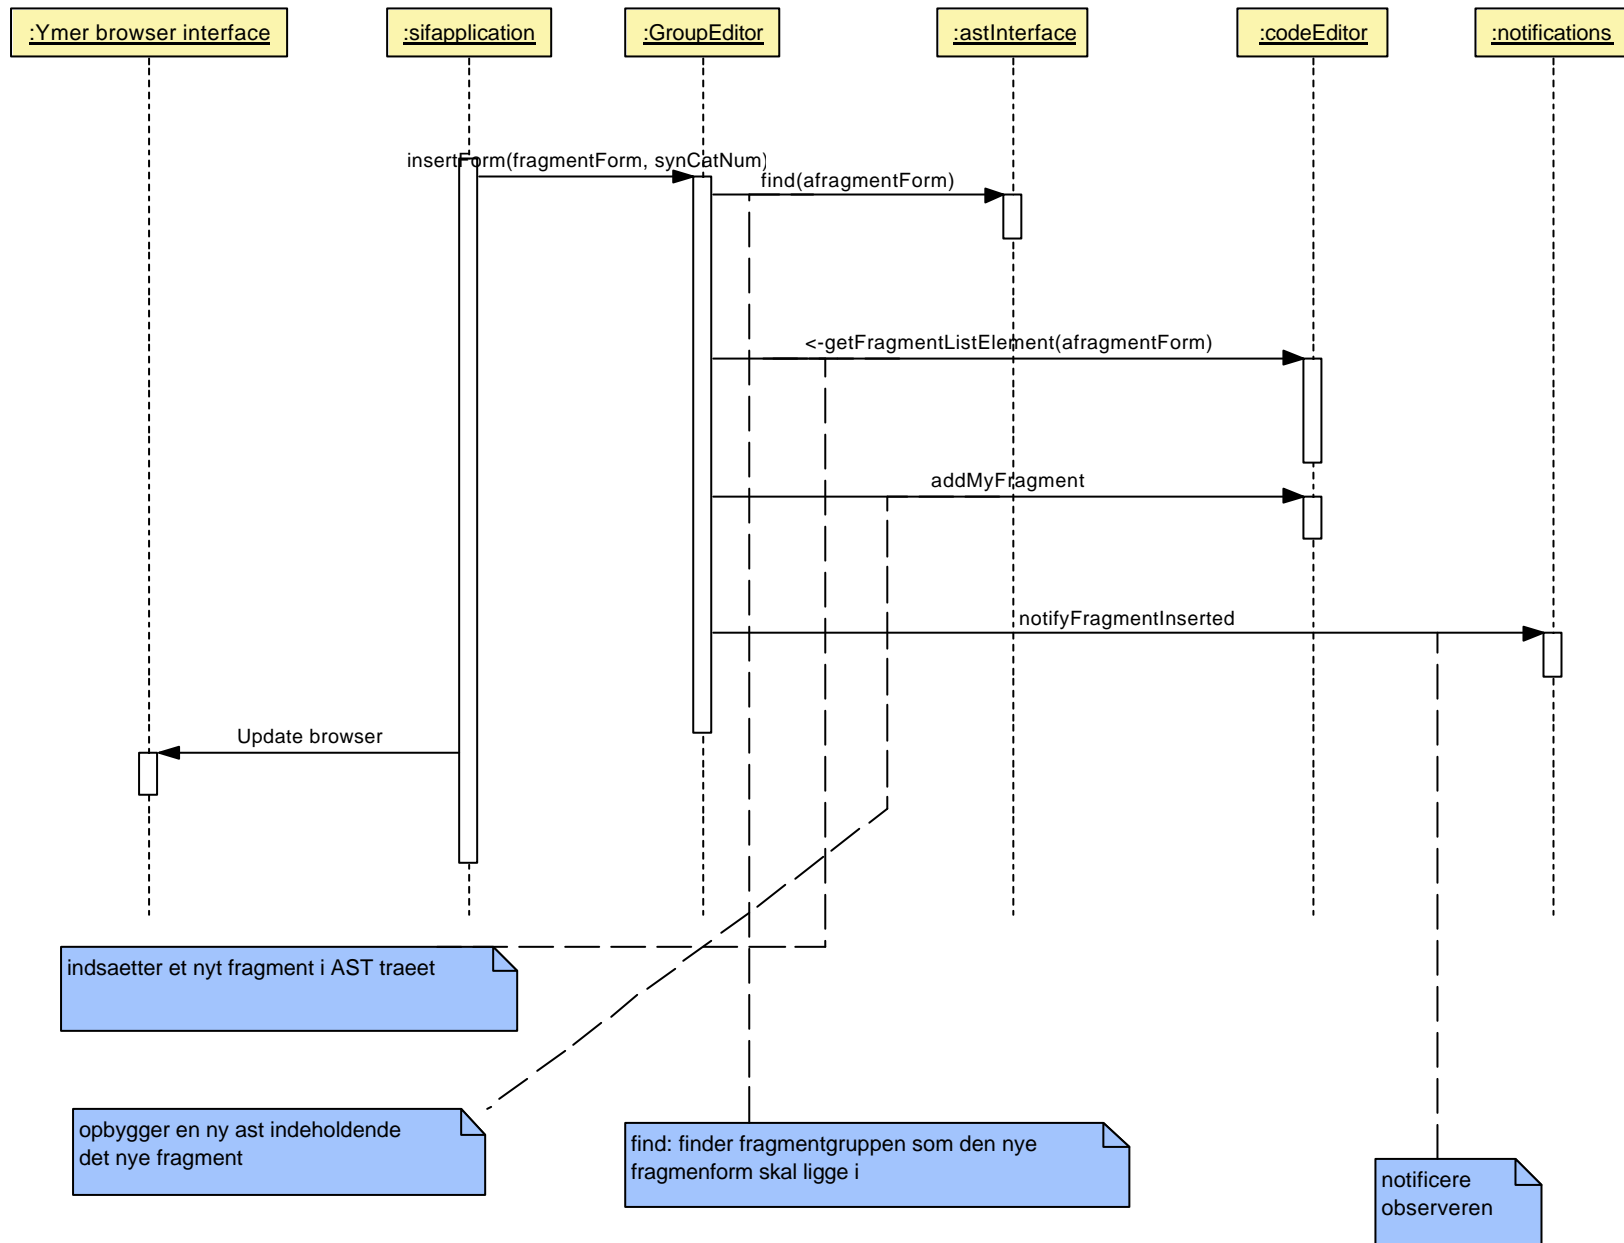 :Ymer browser interface
:sifapplication
:GroupEditor
:astInterface
:codeEditor
:notifications
insertForm(fragmentForm, synCatNum)
find(afragmentForm)
<-getFragmentListElement(afragmentForm)
addMyFragment
notifyFragmentInserted
Update browser
indsaetter et nyt fragment i AST traeet
opbygger en ny ast indeholdende
det nye fragment
find: finder fragmentgruppen som den nye
fragmenform skal ligge i
notificere
observeren